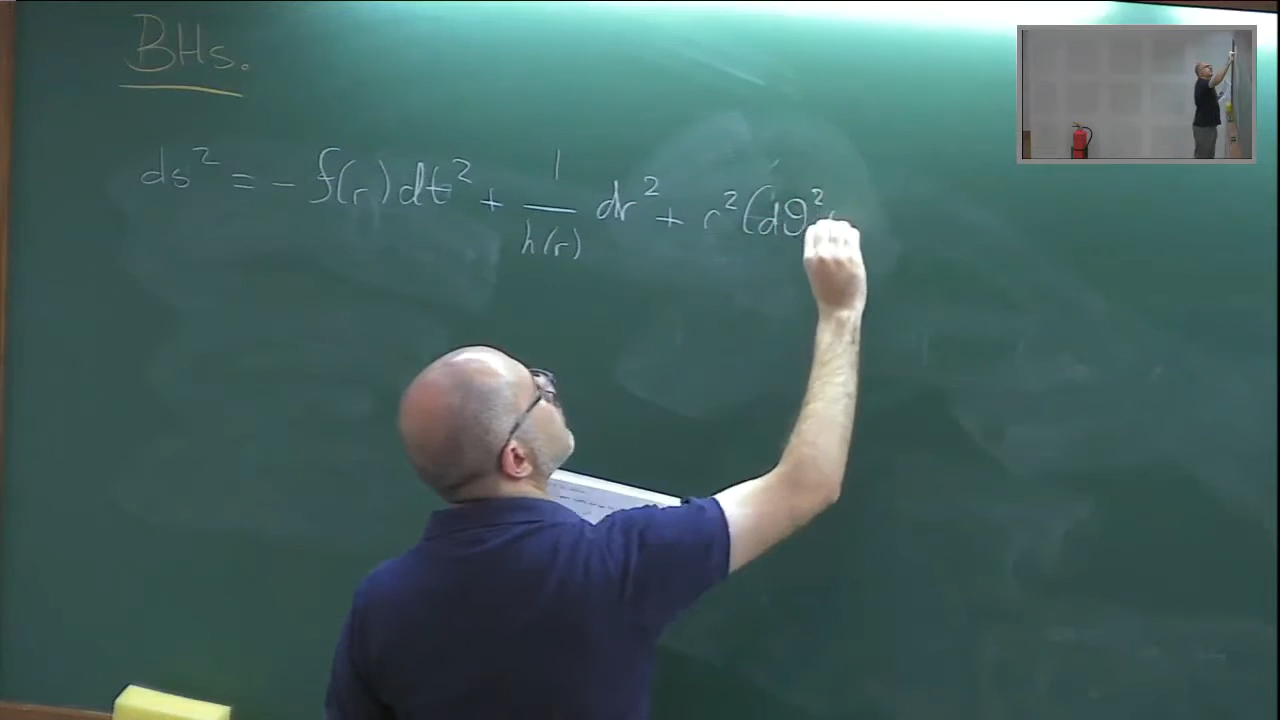 BHs.
ds² = - f(r) dt² + 1/h(r) dr² + r² (dϑ²